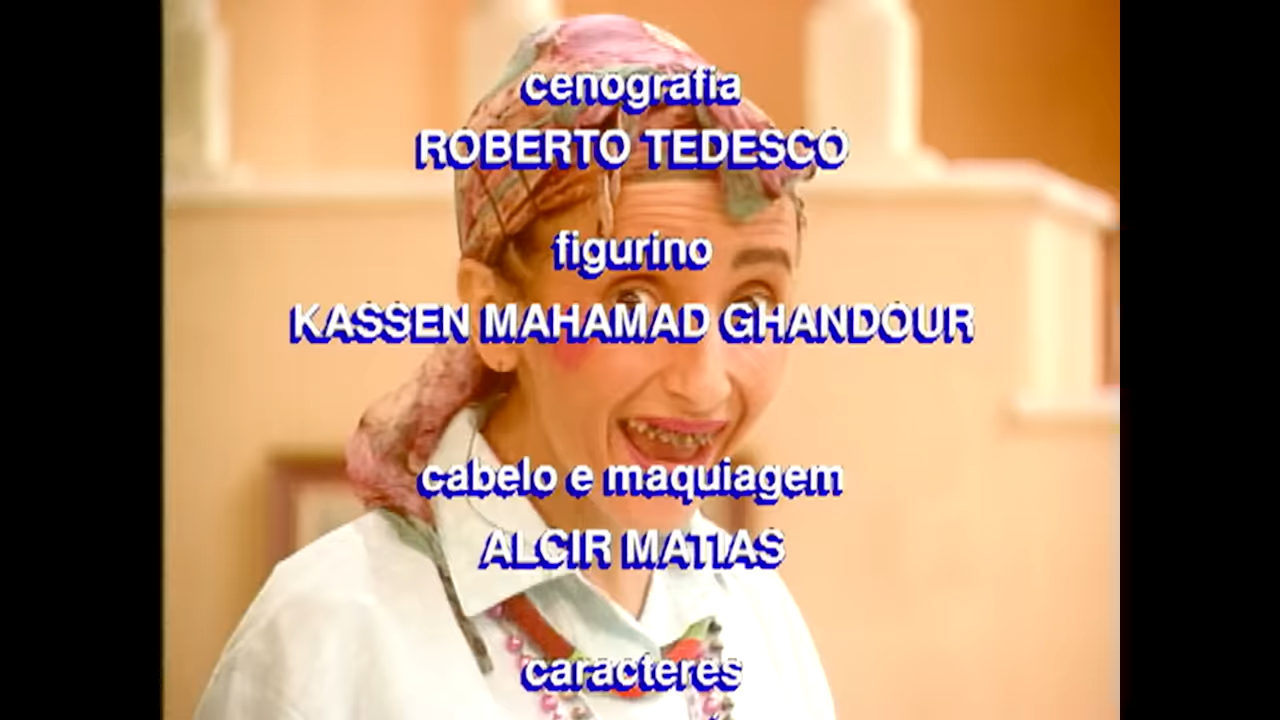 cenografia
ROBERTO TEDESCO
figurino
KASSEN MAHAMAD GHANDOUR
cabelo e maquiagem
ALCIR MATIAS
caracteres